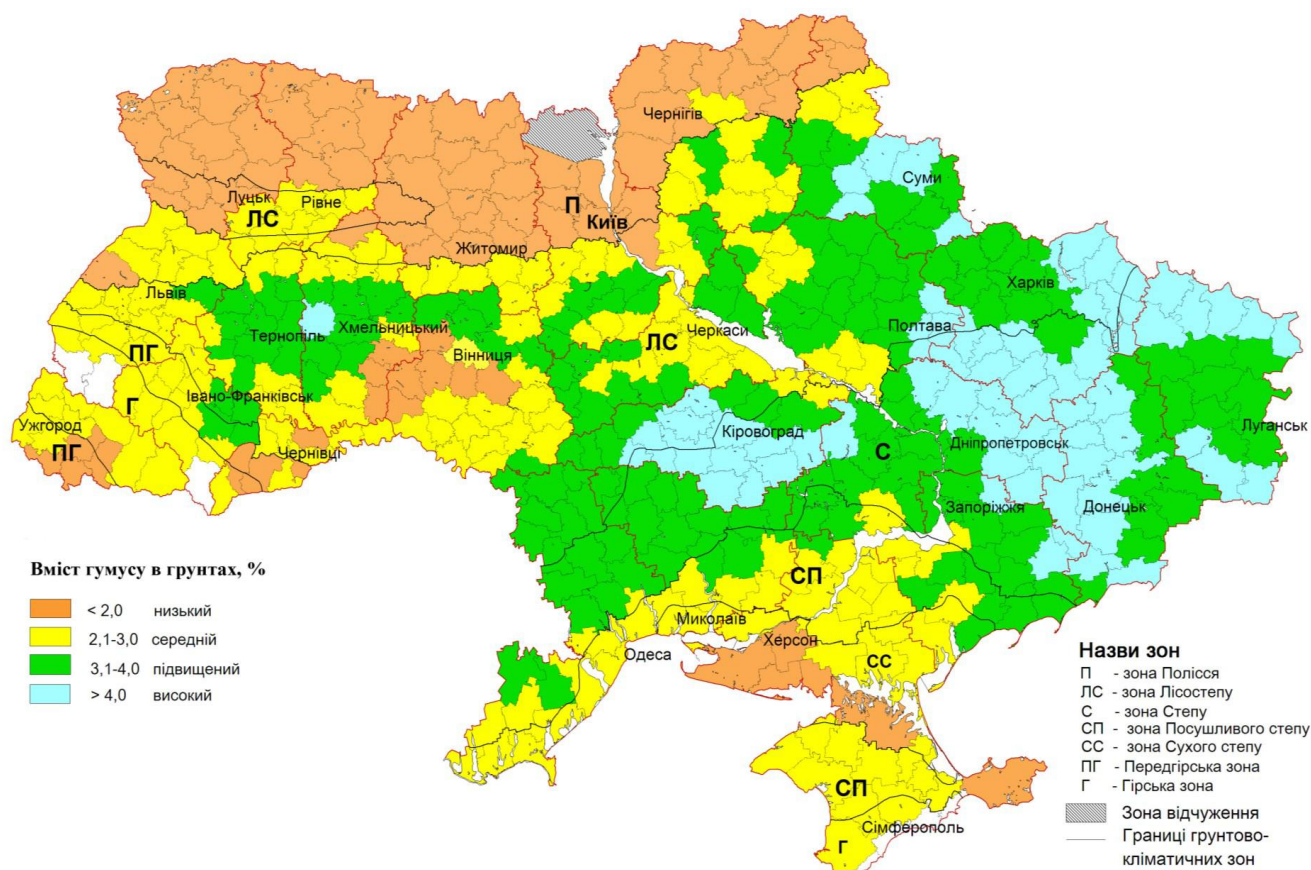 Чернігів
Суми
Луцьк
Рівне
ЛС
П
Київ
Житомир
Харків
Львів
Тернопіль
Хмельницький
Вінниця
ЛС
Черкаси
Полтава
ПГ
Г
Івано-Франківськ
Ужгород
ПГ
Чернівці
Кіровоград
С
Дніпропетровськ
Луганськ
Запоріжжя
Донецьк
СП
Миколаїв
Херсон
Одеса
СС
СП
Сімферополь
Г
Вміст гумусу в грунтах, %
< 2,0 низький
2,1-3,0 середній
3,1-4,0 підвищений
> 4,0 високий
Назви зон
П - зона Полісся
ЛС - зона Лісостепу
С - зона Степу
СП - зона Посушливого степу
СС - зона Сухого степу
ПГ - Передгірська зона
Г - Гірська зона
Зона відчуження
Границі грунтово-
кліматичних зон